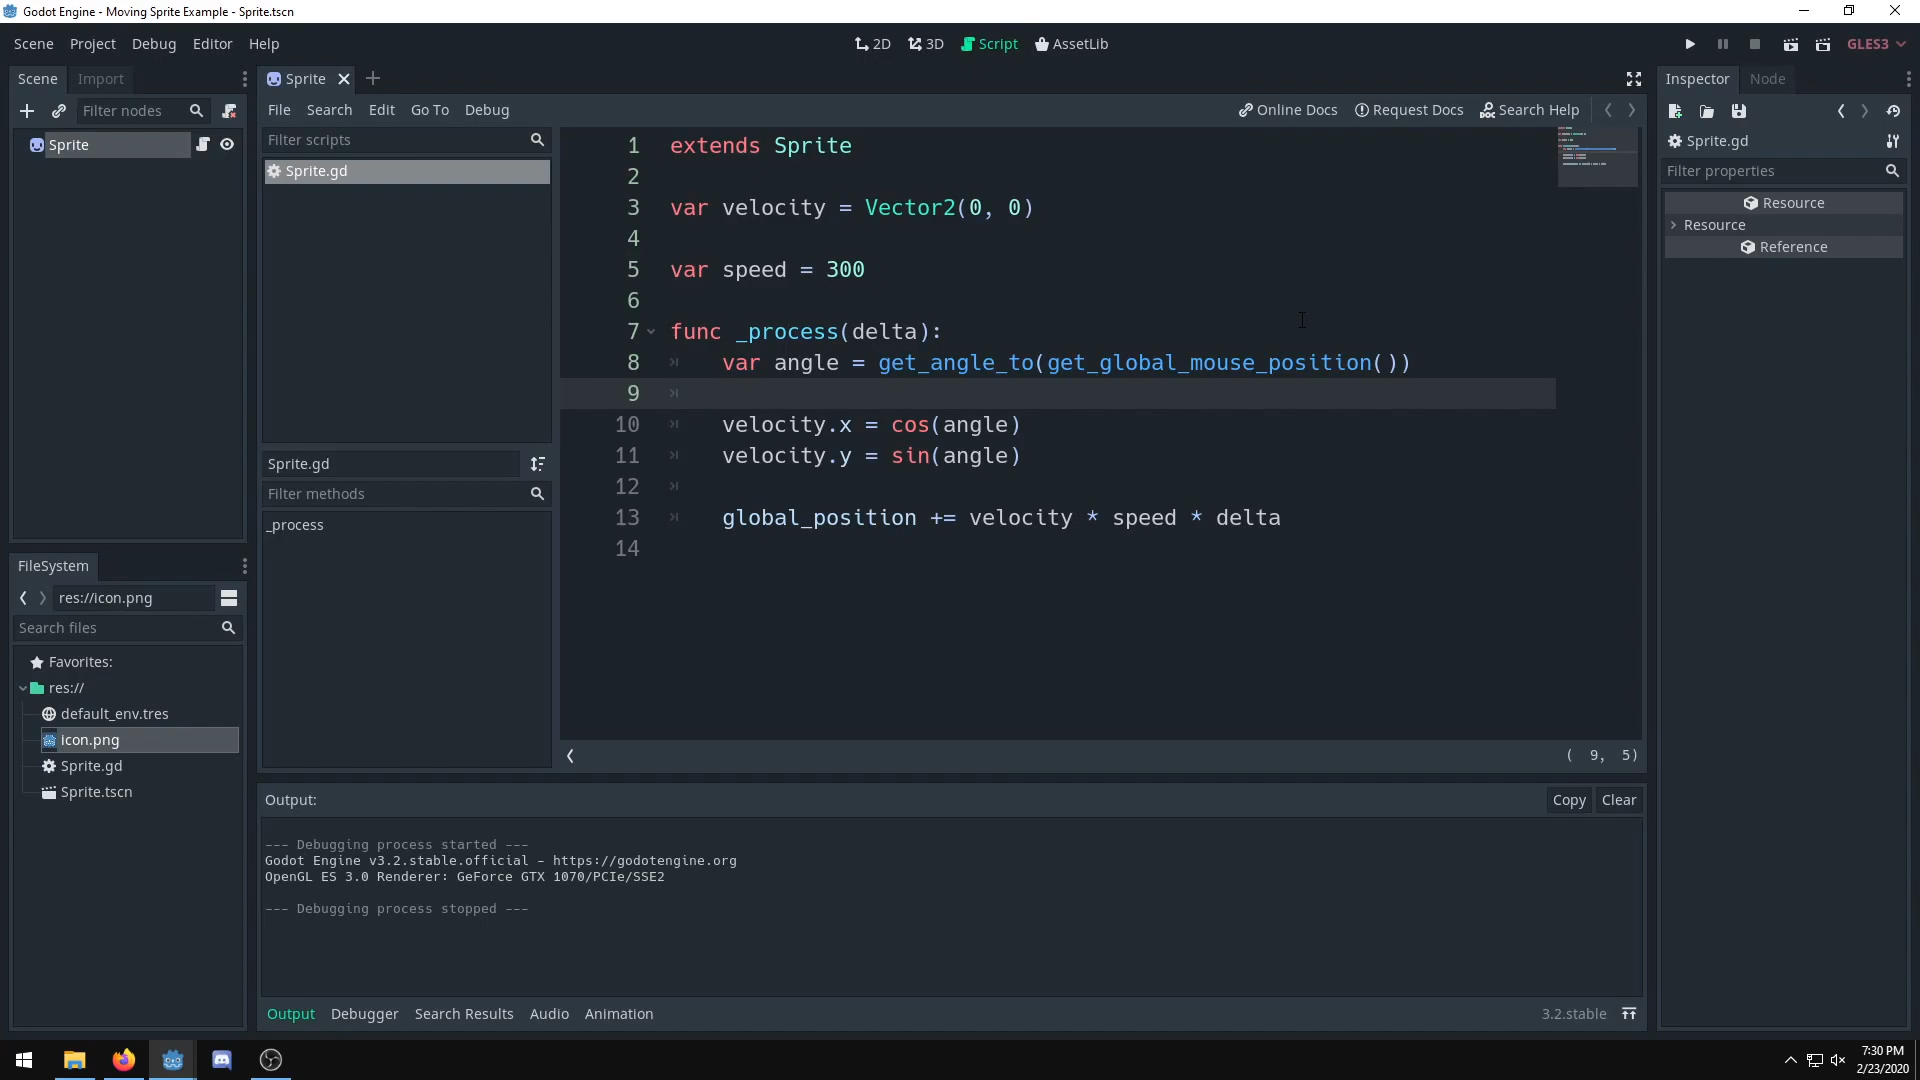 Godot Engine - Moving Sprite Example - Sprite.tscn
Scene Project Debug Editor Help
2D 3D Script AssetLib
GLES3
Scene Import
Filter nodes
Sprite
Sprite
File Search Edit Go To Debug
Online Docs Request Docs Search Help
Filter scripts
Sprite.gd
Sprite.gd
Filter methods
_process
1 extends Sprite
2
3 var velocity = Vector2(0, 0)
4
5 var speed = 300
6
7 func _process(delta):
8 var angle = get_angle_to(get_global_mouse_position())
9
10 velocity.x = cos(angle)
11 velocity.y = sin(angle)
12
13 global_position += velocity * speed * delta
14
( 9, 5)
Inspector Node
Sprite.gd
Filter properties
Resource
Resource
Reference
FileSystem
res://icon.png
Search files
Favorites:
res://
default_env.tres
icon.png
Sprite.gd
Sprite.tscn
Output:
Copy Clear
--- Debugging process started ---
Godot Engine v3.2.stable.official - https://godotengine.org
OpenGL ES 3.0 Renderer: GeForce GTX 1070/PCIe/SSE2
--- Debugging process stopped ---
Output Debugger Search Results Audio Animation
3.2.stable
7:30 PM
2/23/2020